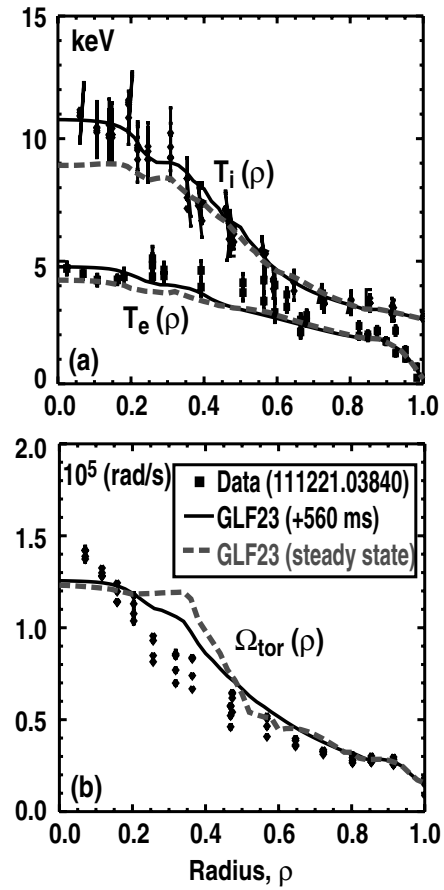 15
keV
10
T_i (ρ)
5
T_e (ρ)
(a)
0
0.0 0.2 0.4 0.6 0.8 1.0
2.0
10^5 (rad/s)
Data (111221.03840)
GLF23 (+560 ms)
GLF23 (steady state)
1.5
1.0
Ω_tor (ρ)
0.5
(b)
0.0
0.0 0.2 0.4 0.6 0.8 1.0
Radius, ρ